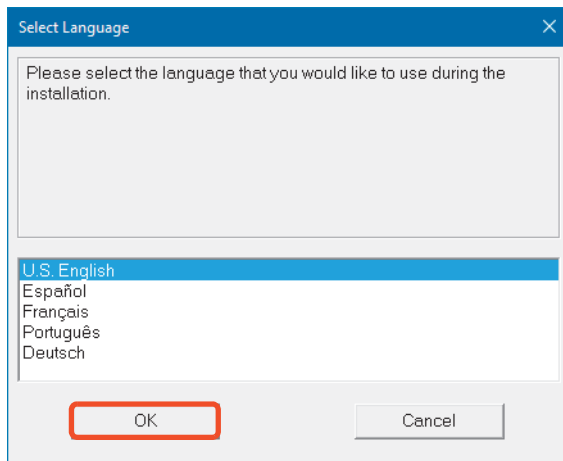 Select Language
Please select the language that you would like to use during the
installation.
U.S. English
Español
Français
Português
Deutsch
OK
Cancel